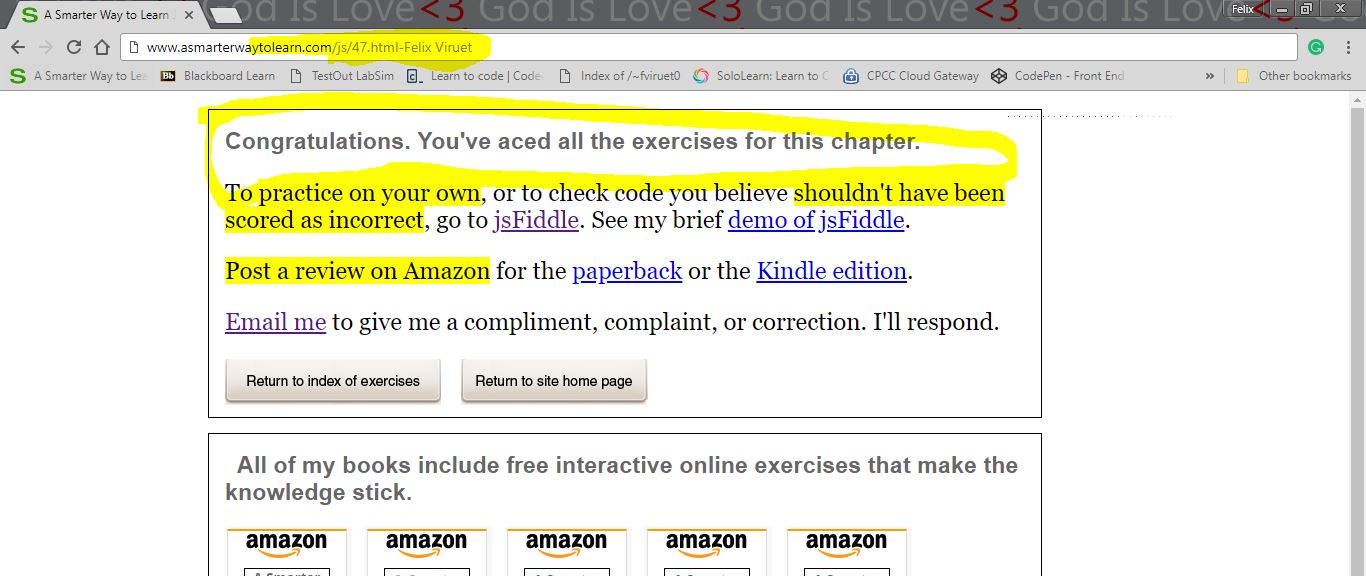 God Is Love<3 God Is Love<3 God Is Love<3
A Smarter Way to Learn
Felix
www.asmarterwaytolearn.com/js/47.html-Felix Viruet
A Smarter Way to Le
Bb Blackboard Learn
TestOut LabSim
Learn to code | Code
Index of /~fviruet0
SoloLearn: Learn to C
CPCC Cloud Gateway
CodePen - Front End
»
Other bookmarks
Congratulations. You've aced all the exercises for this chapter.
To practice on your own, or to check code you believe shouldn't have been
scored as incorrect, go to jsFiddle. See my brief demo of jsFiddle.
Post a review on Amazon for the paperback or the Kindle edition.
Email me to give me a compliment, complaint, or correction. I'll respond.
Return to index of exercises
Return to site home page
All of my books include free interactive online exercises that make the
knowledge stick.
amazon amazon amazon amazon amazon